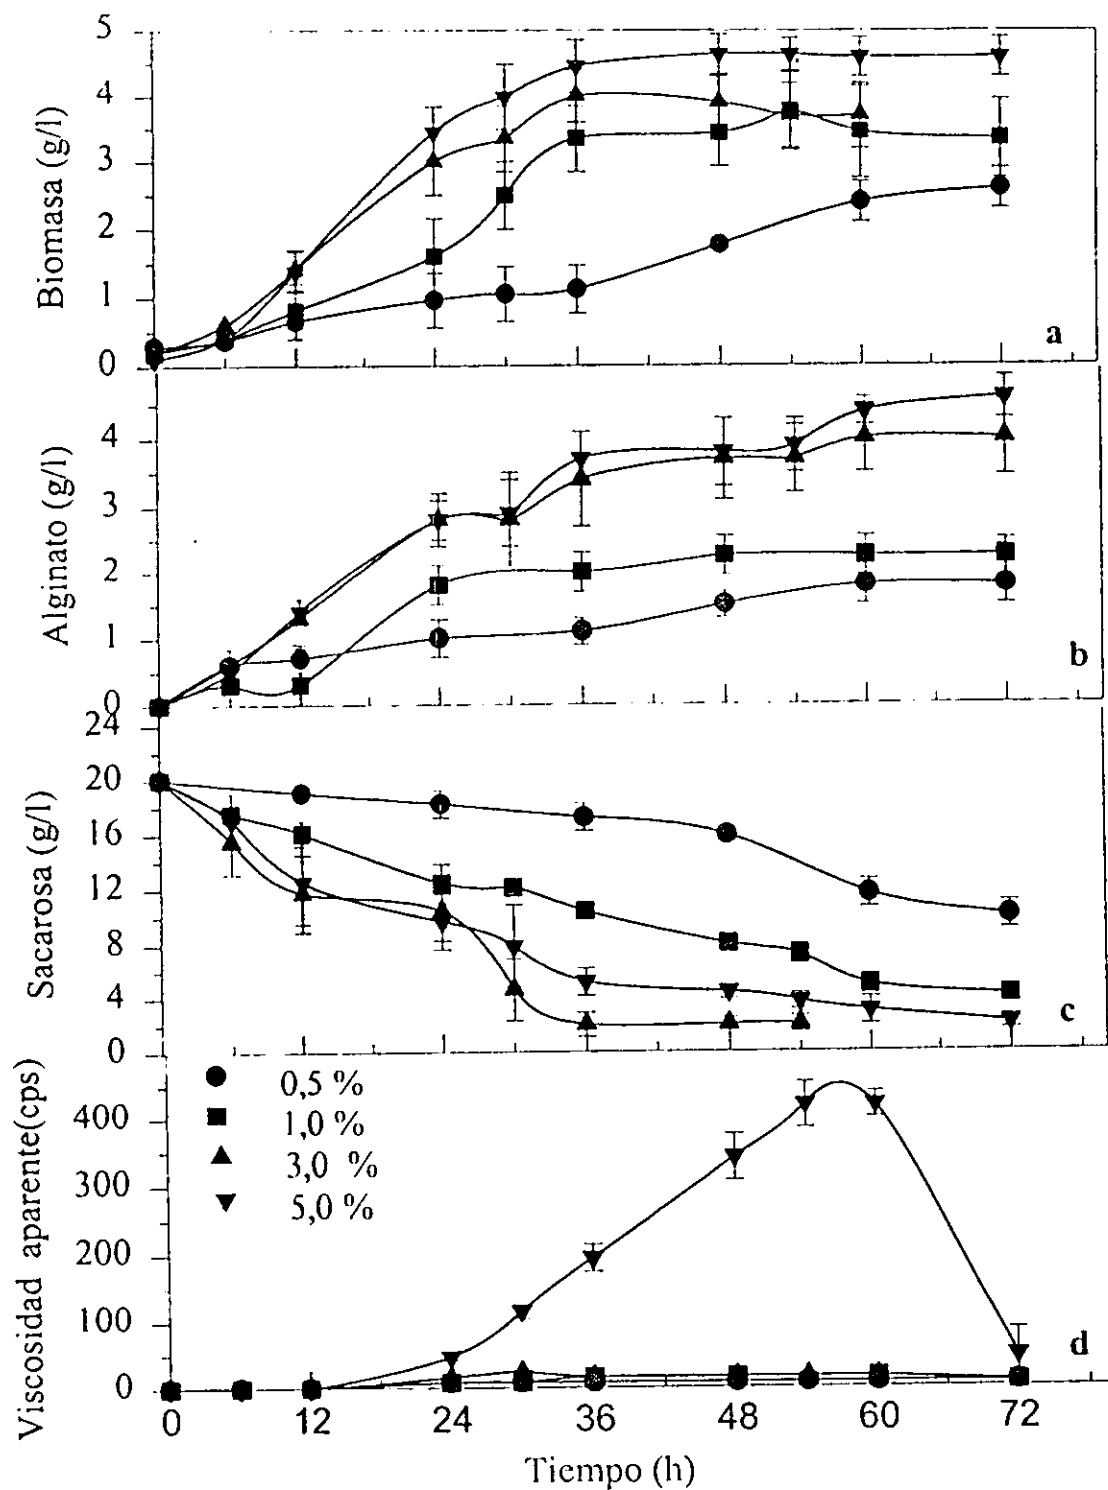 5
4
3
2
1
0
Biomasa (g/l)
a
4
3
2
1
0
Alginato (g/l)
b
24
20
16
12
8
4
0
Sacarosa (g/l)
c
0,5 %
1,0 %
3,0 %
5,0 %
400
300
200
100
0
Viscosidad aparente(cps)
d
0 12 24 36 48 60 72
Tiempo (h)